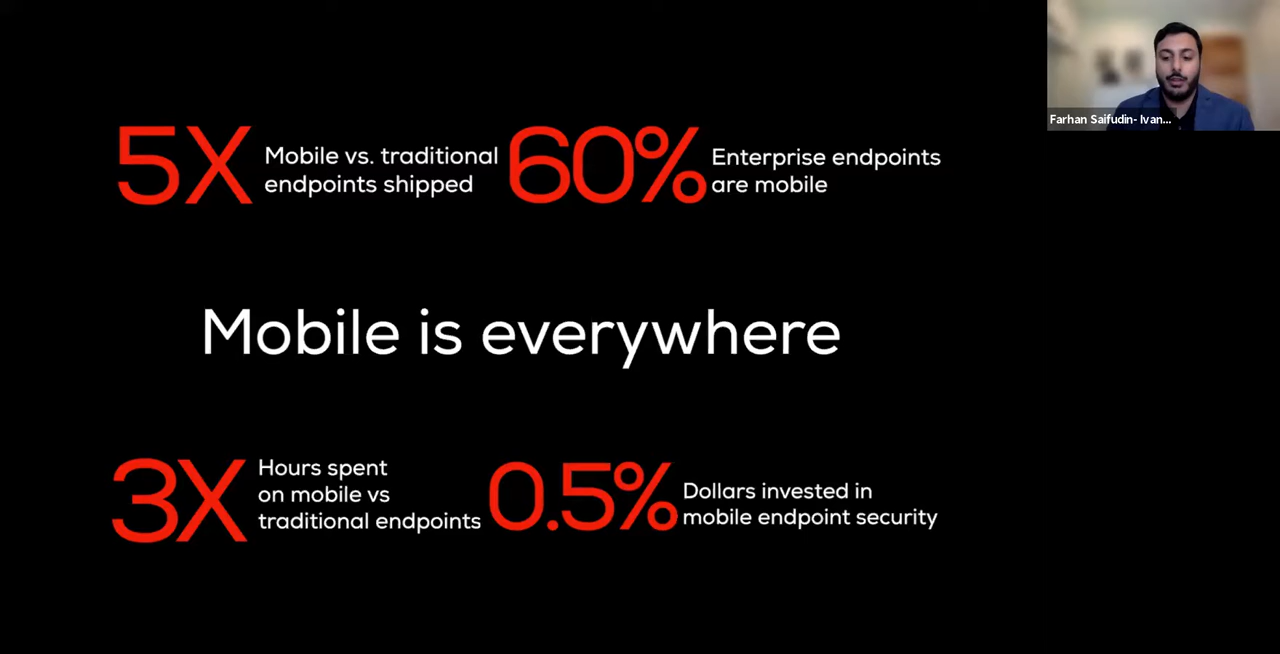 5X
Mobile vs. traditional
endpoints shipped
60%
Enterprise endpoints
are mobile
Mobile is everywhere
3X
Hours spent
on mobile vs
traditional endpoints
0.5%
Dollars invested in
mobile endpoint security
Farhan Saifudin- Ivan...